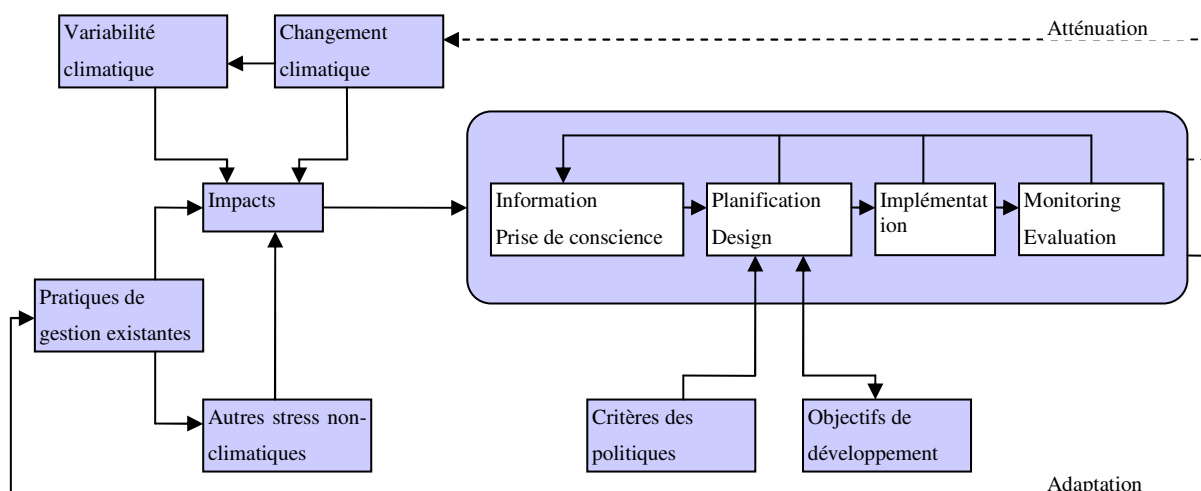 Variabilité
climatique
Changement
climatique
Atténuation
Impacts
Information
Prise de conscience
Planification
Design
Implémentat
ion
Monitoring
Evaluation
Pratiques de
gestion existantes
Autres stress non-
climatiques
Critères des
politiques
Objectifs de
développement
Adaptation